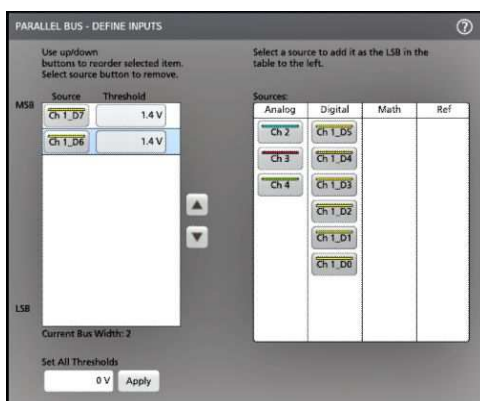 PARALLEL BUS - DEFINE INPUTS
?
Use up/down
buttons to reorder selected item.
Select source button to remove.
Source Threshold
MSB
Ch 1_D7 1.4 V
Ch 1_D6 1.4 V
LSB
Current Bus Width: 2
Set All Thresholds
0 V Apply
Select a source to add it as the LSB in the
table to the left.
Sources:
Analog Digital Math Ref
Ch 2 Ch 1_D5
Ch 3 Ch 1_D4
Ch 4 Ch 1_D3
Ch 1_D2
Ch 1_D1
Ch 1_D0